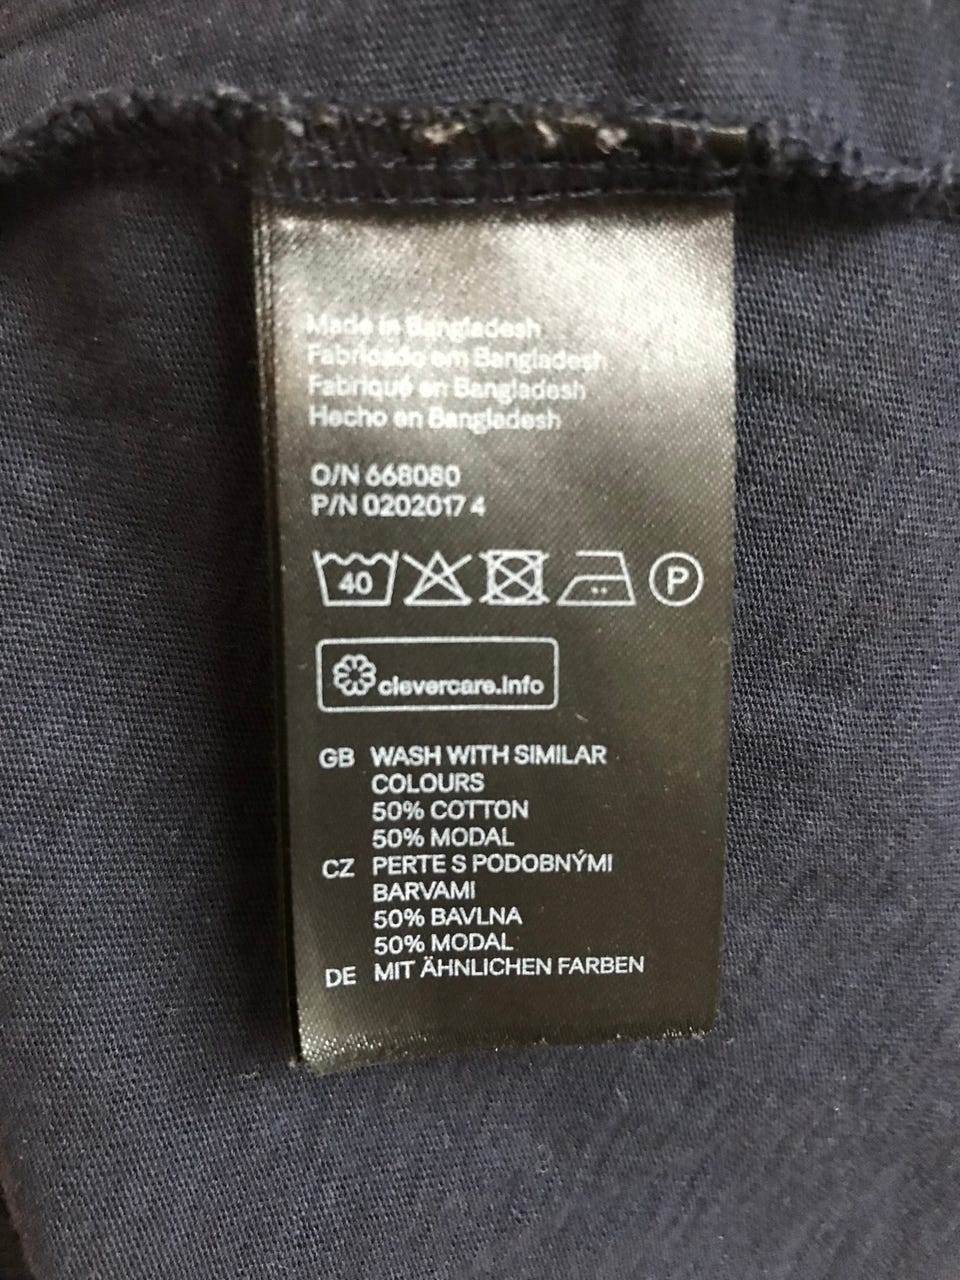 Made in Bangladesh
Fabricado em Bangladesh
Fabriqué en Bangladesh
Hecho en Bangladesh
O/N 668080
P/N 0202017 4
40 P
clevercare.info
GB WASH WITH SIMILAR
COLOURS
50% COTTON
50% MODAL
CZ PERTE S PODOBNÝMI
BARVAMI
50% BAVLNA
50% MODAL
DE MIT ÄHNLICHEN FARBEN